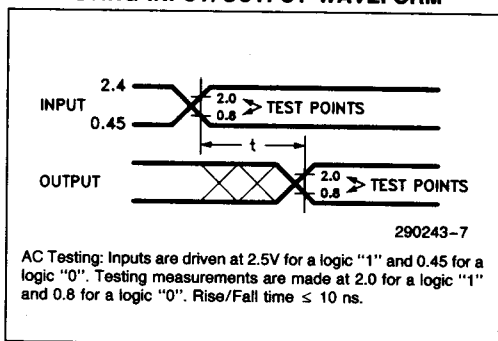 INPUT/OUTPUT WAVEFORM
2.4
INPUT
0.45
2.0
0.8
TEST POINTS
t
OUTPUT
2.0
0.8
TEST POINTS
290243-7
AC Testing: Inputs are driven at 2.5V for a logic "1" and 0.45 for a
logic "0". Testing measurements are made at 2.0 for a logic "1"
and 0.8 for a logic "0". Rise/Fall time ≤ 10 ns.